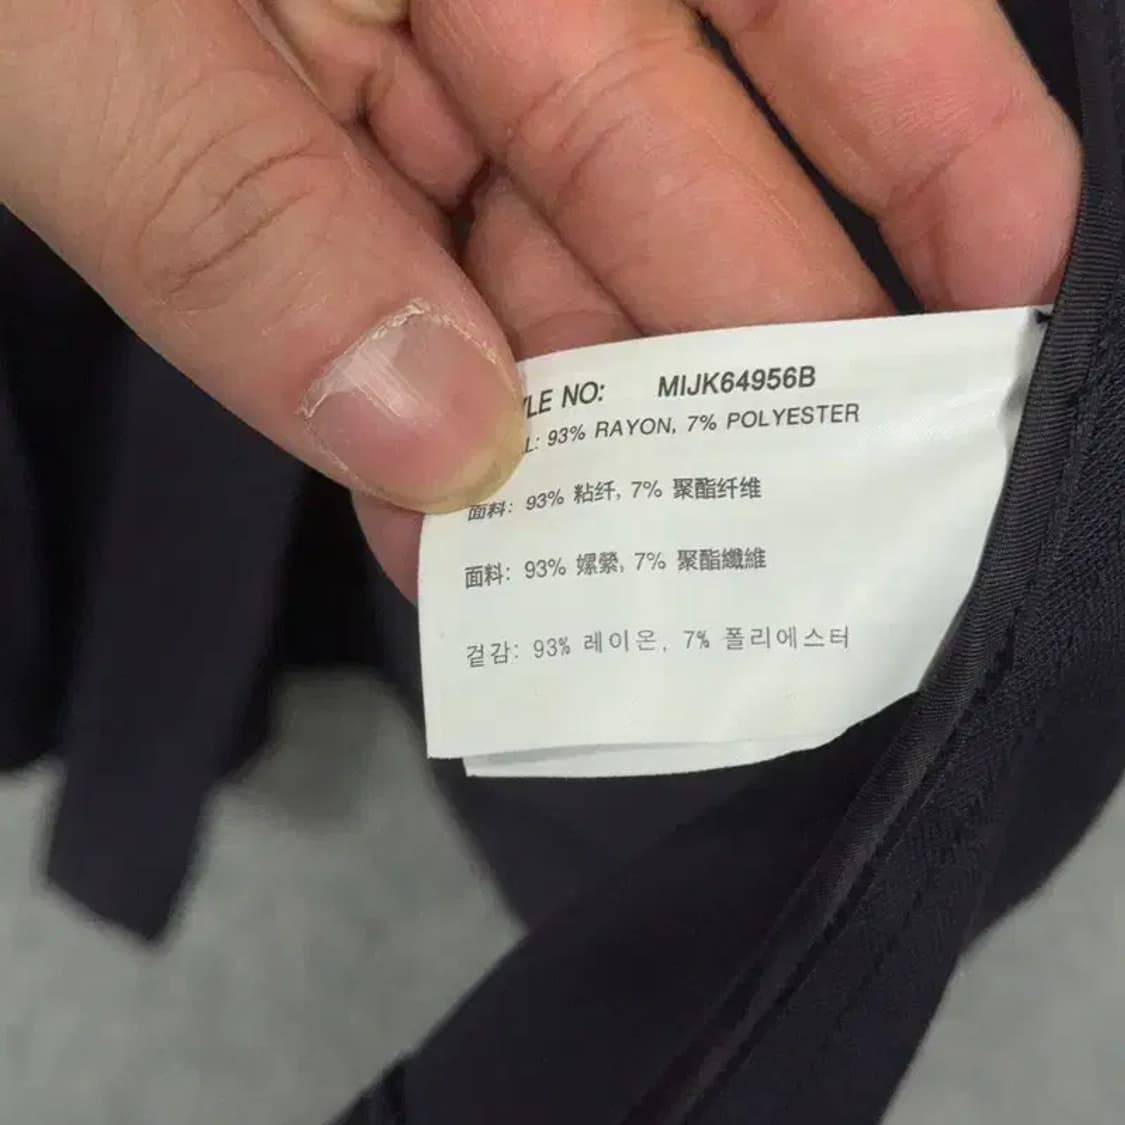 LE NO: MIJK64956B
L: 93% RAYON, 7% POLYESTER
面料: 93% 粘纤, 7% 聚酯纤维
面料: 93% 嫘縈, 7% 聚酯纖維
겉감: 93% 레이온, 7% 폴리에스터